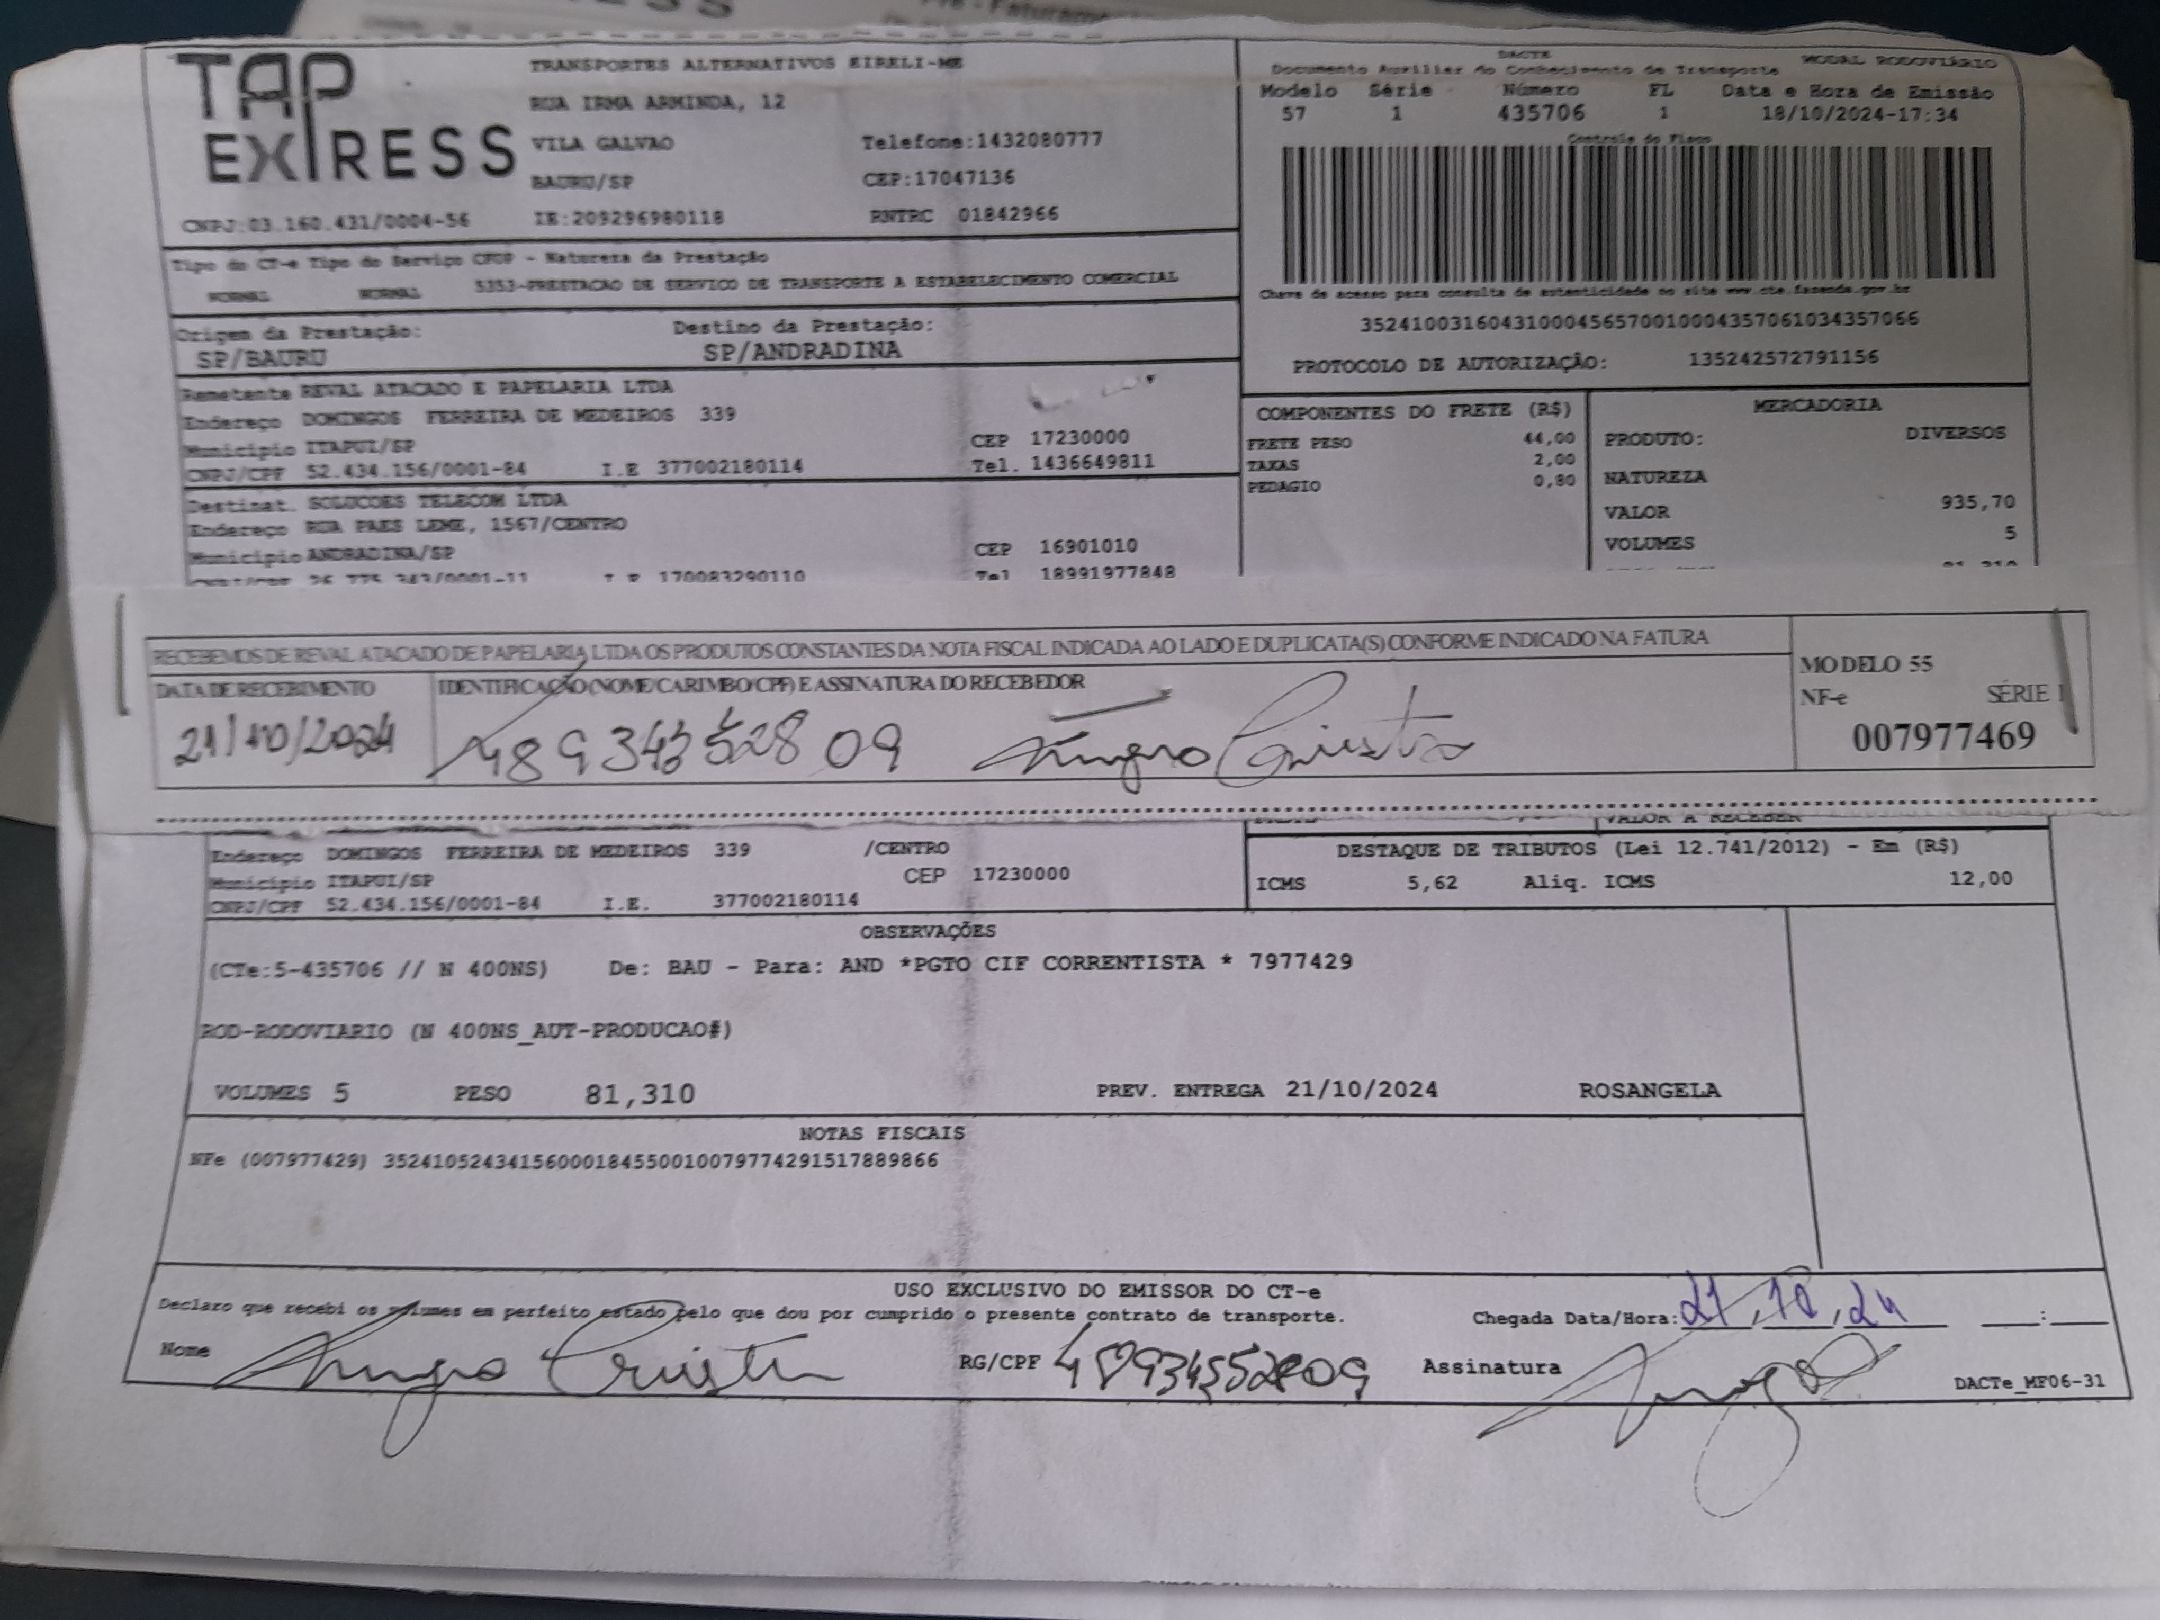 TAP
EXPRESS
TRANSPORTES ALTERNATIVOS EIRELI-ME
RUA IRMA ARMINDA, 12
VILA GALVAO Telefone:1432080777
BAURU/SP CEP:17047136
CNPJ:03.160.431/0004-56 IE:209296980118 RNTRC 01842966
DACTE
Documento Auxiliar do Conhecimento de Transporte MODAL RODOVIÁRIO
Modelo Série Número FL Data e Hora de Emissão
57 1 435706 1 18/10/2024-17:34
Controle do Fisco
Chave de acesso para consulta de autenticidade no site www.cte.fazenda.gov.br
35241003160431000456570010004357061034357066
PROTOCOLO DE AUTORIZAÇÃO: 135242572791156
Tipo do CT-e Tipo do Serviço CFOP - Natureza da Prestação
NORMAL NORMAL 5353-PRESTACAO DE SERVICO DE TRANSPORTE A ESTABELECIMENTO COMERCIAL
Origem da Prestação: Destino da Prestação:
SP/BAURU SP/ANDRADINA
Remetente REVAL ATACADO E PAPELARIA LTDA
Endereço DOMINGOS FERREIRA DE MEDEIROS 339
Município ITAPUI/SP CEP 17230000
CNPJ/CPF 52.434.156/0001-84 I.E 377002180114 Tel. 1436649811
Destinat. SOLUCOES TELECOM LTDA
Endereço RUA PAES LEME, 1567/CENTRO
Município ANDRADINA/SP CEP 16901010
CNPJ/CPF 26.775.343/0001-11 I.E 170083290110 Tel 18991977848
COMPONENTES DO FRETE (R$)
FRETE PESO 44,00
TAXAS 2,00
PEDAGIO 0,80
MERCADORIA
PRODUTO: DIVERSOS
NATUREZA
VALOR 935,70
VOLUMES 5
RECEBEMOS DE REVAL ATACADO DE PAPELARIA LTDA OS PRODUTOS CONSTANTES DA NOTA FISCAL INDICADA AO LADO E DUPLICATA(S) CONFORME INDICADO NA FATURA
DATA DE RECEBIMENTO IDENTIFICAÇÃO (NOME/CARIMBO/CPF) E ASSINATURA DO RECEBEDOR
21/10/2024 48934352809
MODELO 55
NF-e SÉRIE 1
007977469
VALOR A RECEBER
Endereço DOMINGOS FERREIRA DE MEDEIROS 339 /CENTRO
Município ITAPUI/SP CEP 17230000
CNPJ/CPF 52.434.156/0001-84 I.E. 377002180114
DESTAQUE DE TRIBUTOS (Lei 12.741/2012) - Em (R$)
ICMS 5,62 Aliq. ICMS 12,00
OBSERVAÇÕES
(CTe:5-435706 // N 400NS) De: BAU - Para: AND *PGTO CIF CORRENTISTA * 7977429
ROD-RODOVIARIO (N 400NS_AUT-PRODUCAO#)
VOLUMES 5 PESO 81,310 PREV. ENTREGA 21/10/2024 ROSANGELA
NOTAS FISCAIS
NFe (007977429) 35241052434156000184550010079774291517889866
USO EXCLUSIVO DO EMISSOR DO CT-e
Declaro que recebi os volumes em perfeito estado pelo que dou por cumprido o presente contrato de transporte. Chegada Data/Hora: 21,10,24 :
Nome RG/CPF Assinatura
DACTe_MF06-31